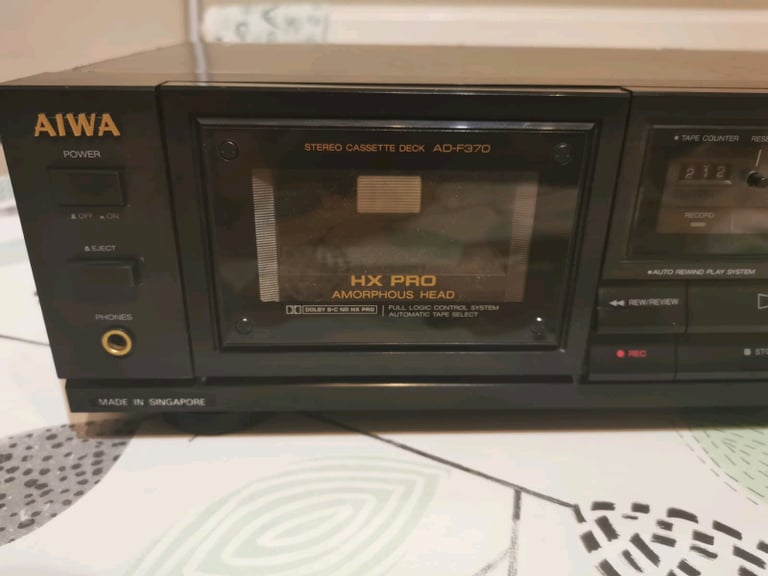 AIWA
POWER
OFF ON
EJECT
PHONES
MADE IN SINGAPORE
STEREO CASSETTE DECK AD-F370
HX PRO
AMORPHOUS HEAD
DOLBY B-C NR HX PRO
FULL LOGIC CONTROL SYSTEM
AUTOMATIC TAPE SELECT
TAPE COUNTER RESE
212
RECORD
AUTO REWIND PLAY SYSTEM
REW/REVIEW
REC
STO